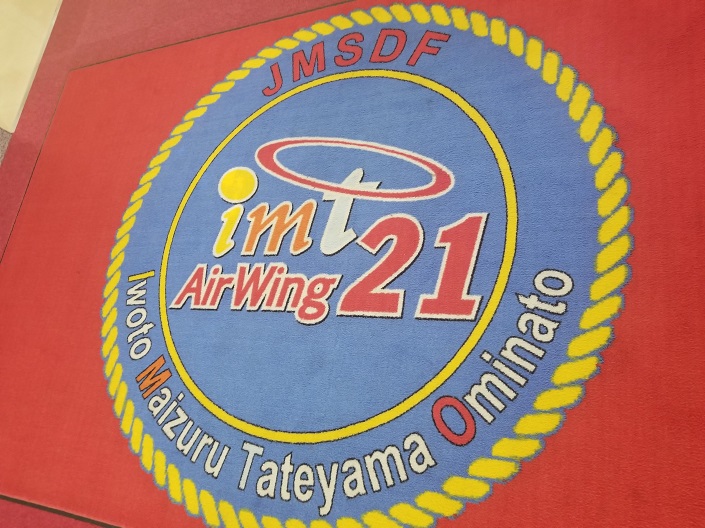 JMSDF
imt
AirWing 21
Iwoto Maizuru Tateyama Ominato